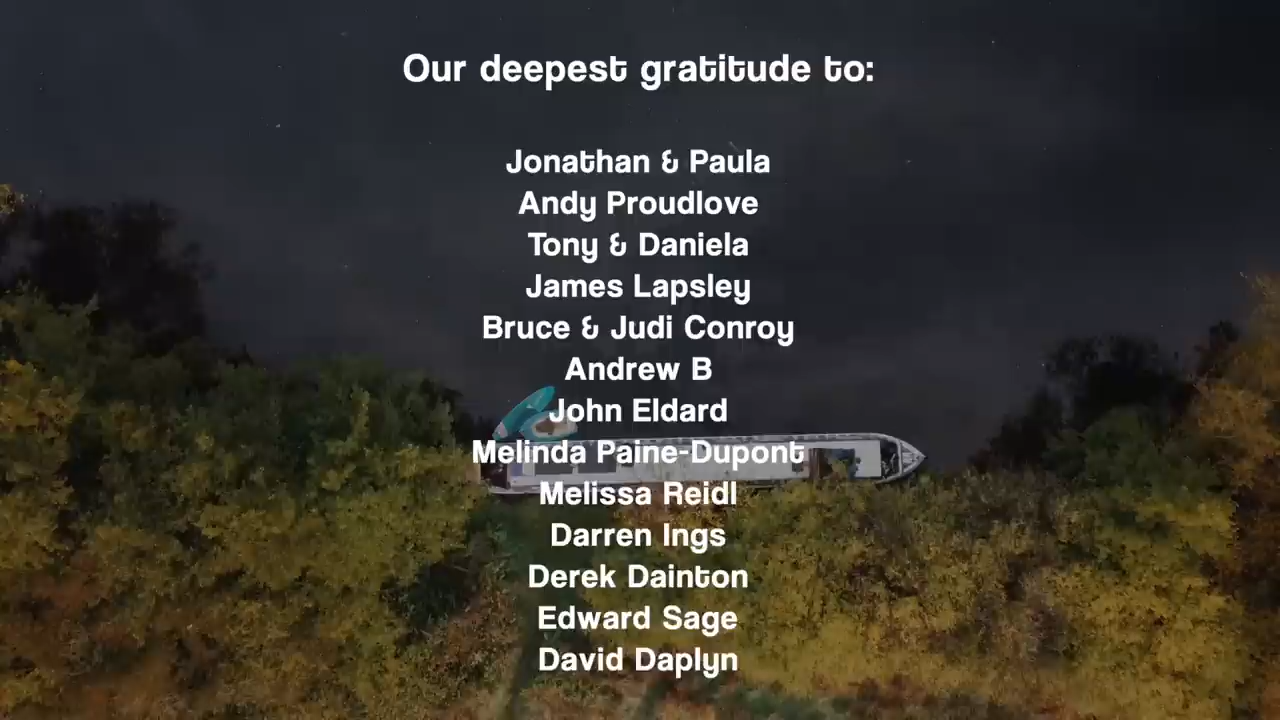 Our deepest gratitude to:
Jonathan & Paula
Andy Proudlove
Tony & Daniela
James Lapsley
Bruce & Judi Conroy
Andrew B
John Eldard
Melinda Paine-Dupont
Melissa Reidl
Darren Ings
Derek Dainton
Edward Sage
David Daplyn